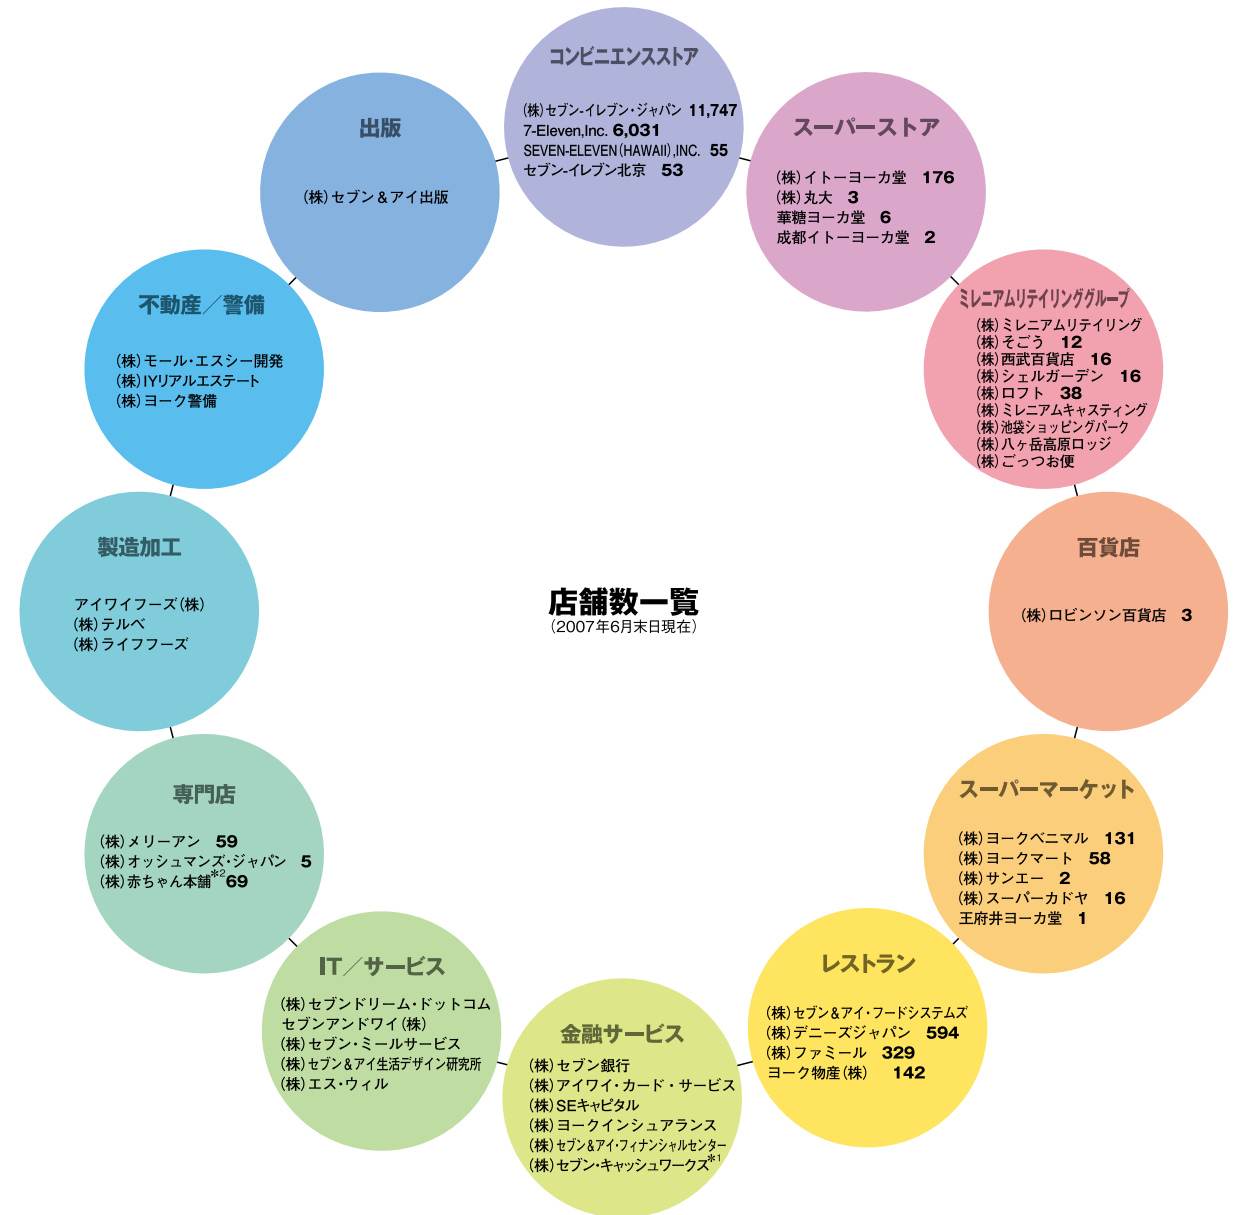 店舗数一覧
(2007年6月末日現在)
コンビニエンスストア
(株)セブン-イレブン・ジャパン 11,747
7-Eleven,Inc. 6,031
SEVEN-ELEVEN(HAWAII),INC. 55
セブン-イレブン北京 53
スーパーストア
(株)イトーヨーカ堂 176
(株)丸大 3
華糖ヨーカ堂 6
成都イトーヨーカ堂 2
ミレニアムリテイリンググループ
(株)ミレニアムリテイリング
(株)そごう 12
(株)西武百貨店 16
(株)シェルガーデン 16
(株)ロフト 38
(株)ミレニアムキャスティング
(株)池袋ショッピングパーク
(株)八ヶ岳高原ロッジ
(株)ごっつお便
百貨店
(株)ロビンソン百貨店 3
スーパーマーケット
(株)ヨークベニマル 131
(株)ヨークマート 58
(株)サンエー 2
(株)スーパーカドヤ 16
王府井ヨーカ堂 1
レストラン
(株)セブン&アイ・フードシステムズ
(株)デニーズジャパン 594
(株)ファミール 329
ヨーク物産(株) 142
金融サービス
(株)セブン銀行
(株)アイワイ・カード・サービス
(株)SEキャピタル
(株)ヨークインシュアランス
(株)セブン&アイ・フィナンシャルセンター
(株)セブン・キャッシュワークス*1
IT/サービス
(株)セブンドリーム・ドットコム
セブンアンドワイ(株)
(株)セブン・ミールサービス
(株)セブン&アイ生活デザイン研究所
(株)エス・ウィル
専門店
(株)メリーアン 59
(株)オッシュマンズ・ジャパン 5
(株)赤ちゃん本舗*2 69
製造加工
アイワイフーズ(株)
(株)テルベ
(株)ライフフーズ
不動産/警備
(株)モール・エスシー開発
(株)IYリアルエステート
(株)ヨーク警備
出版
(株)セブン&アイ出版